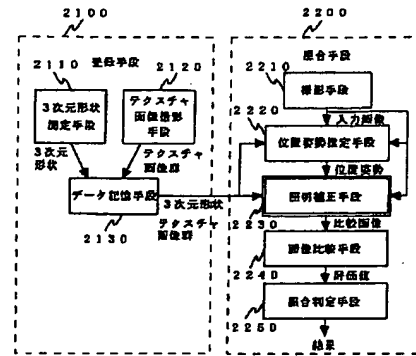 2100
2200
登録手段
照合手段
2110
2120
2210
3次元形状
測定手段
テクスチャ
画像撮影
手段
撮影手段
2220
入力画像
3次元
形状
テクスチャ
画像群
位置姿勢推定手段
位置姿勢
データ記憶手段
3次元形状
照明補正手段
2130
テクスチャ
画像群
2230
比較画像
画像比較手段
2240
評価値
照合判定手段
2250
結果